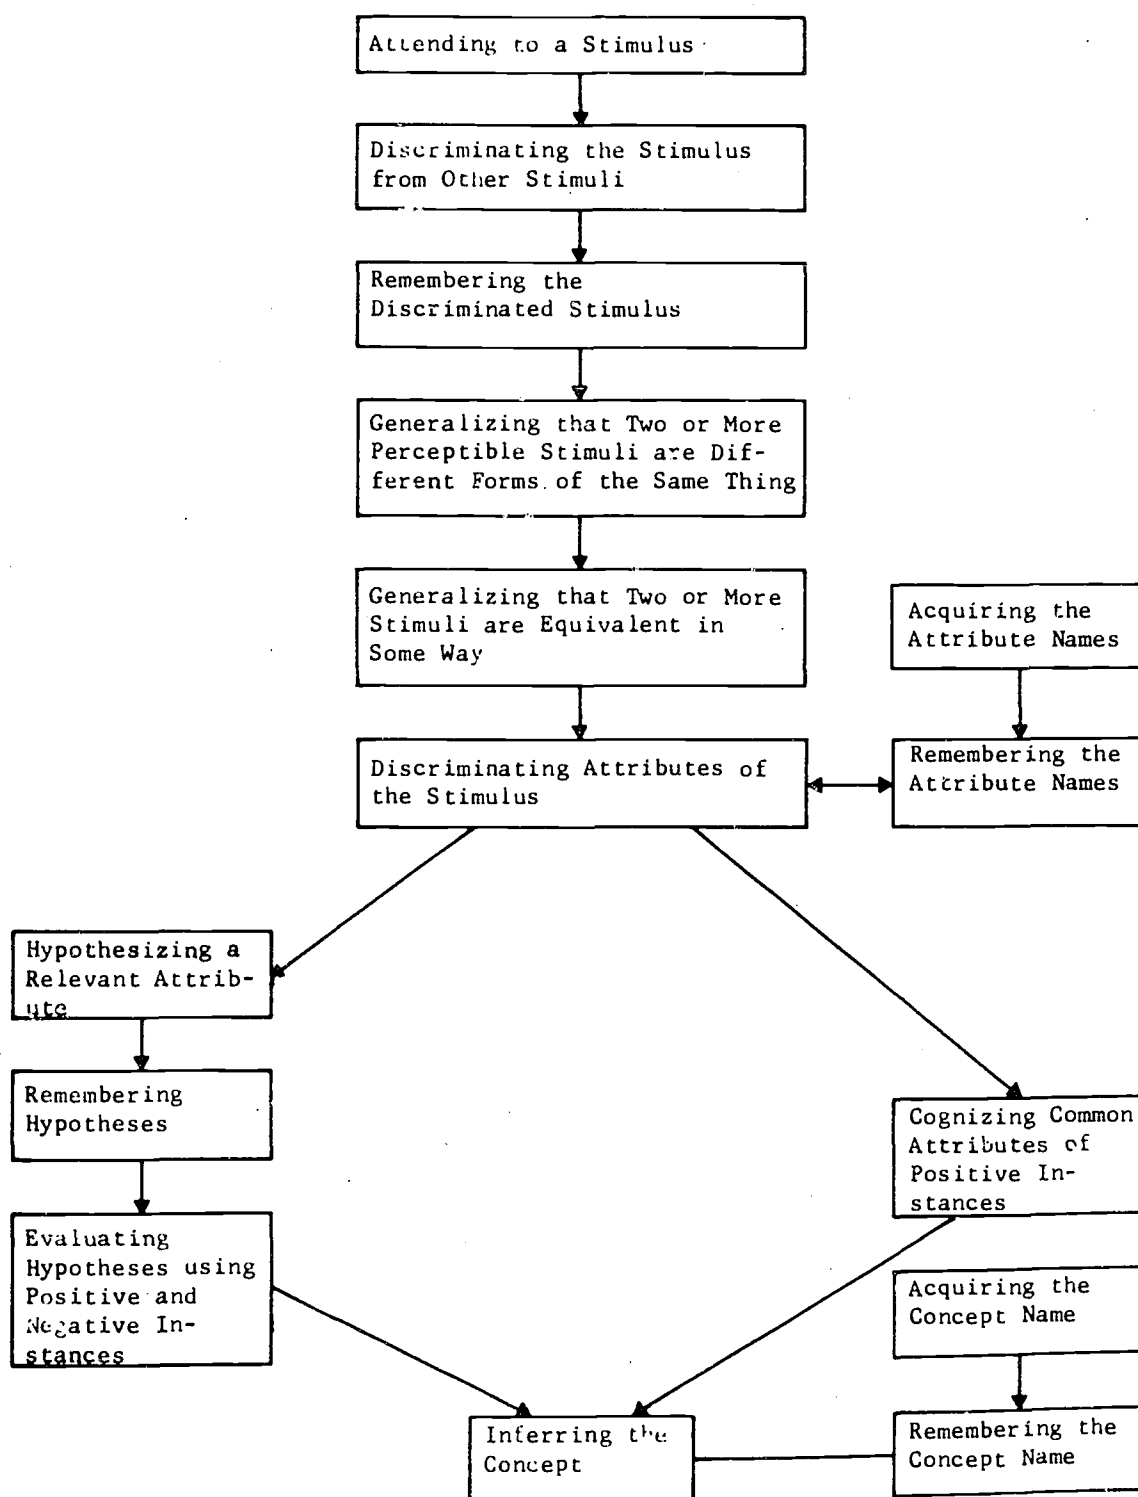 Attending to a Stimulus
Discriminating the Stimulus
from Other Stimuli
Remembering the
Discriminated Stimulus
Generalizing that Two or More
Perceptible Stimuli are Dif-
ferent Forms of the Same Thing
Generalizing that Two or More
Stimuli are Equivalent in
Some Way
Acquiring the
Attribute Names
Discriminating Attributes of
the Stimulus
Remembering the
Attribute Names
Hypothesizing a
Relevant Attrib-
ute
Remembering
Hypotheses
Cognizing Common
Attributes of
Positive In-
stances
Evaluating
Hypotheses using
Positive and
Negative In-
stances
Acquiring the
Concept Name
Inferring the
Concept
Remembering the
Concept Name